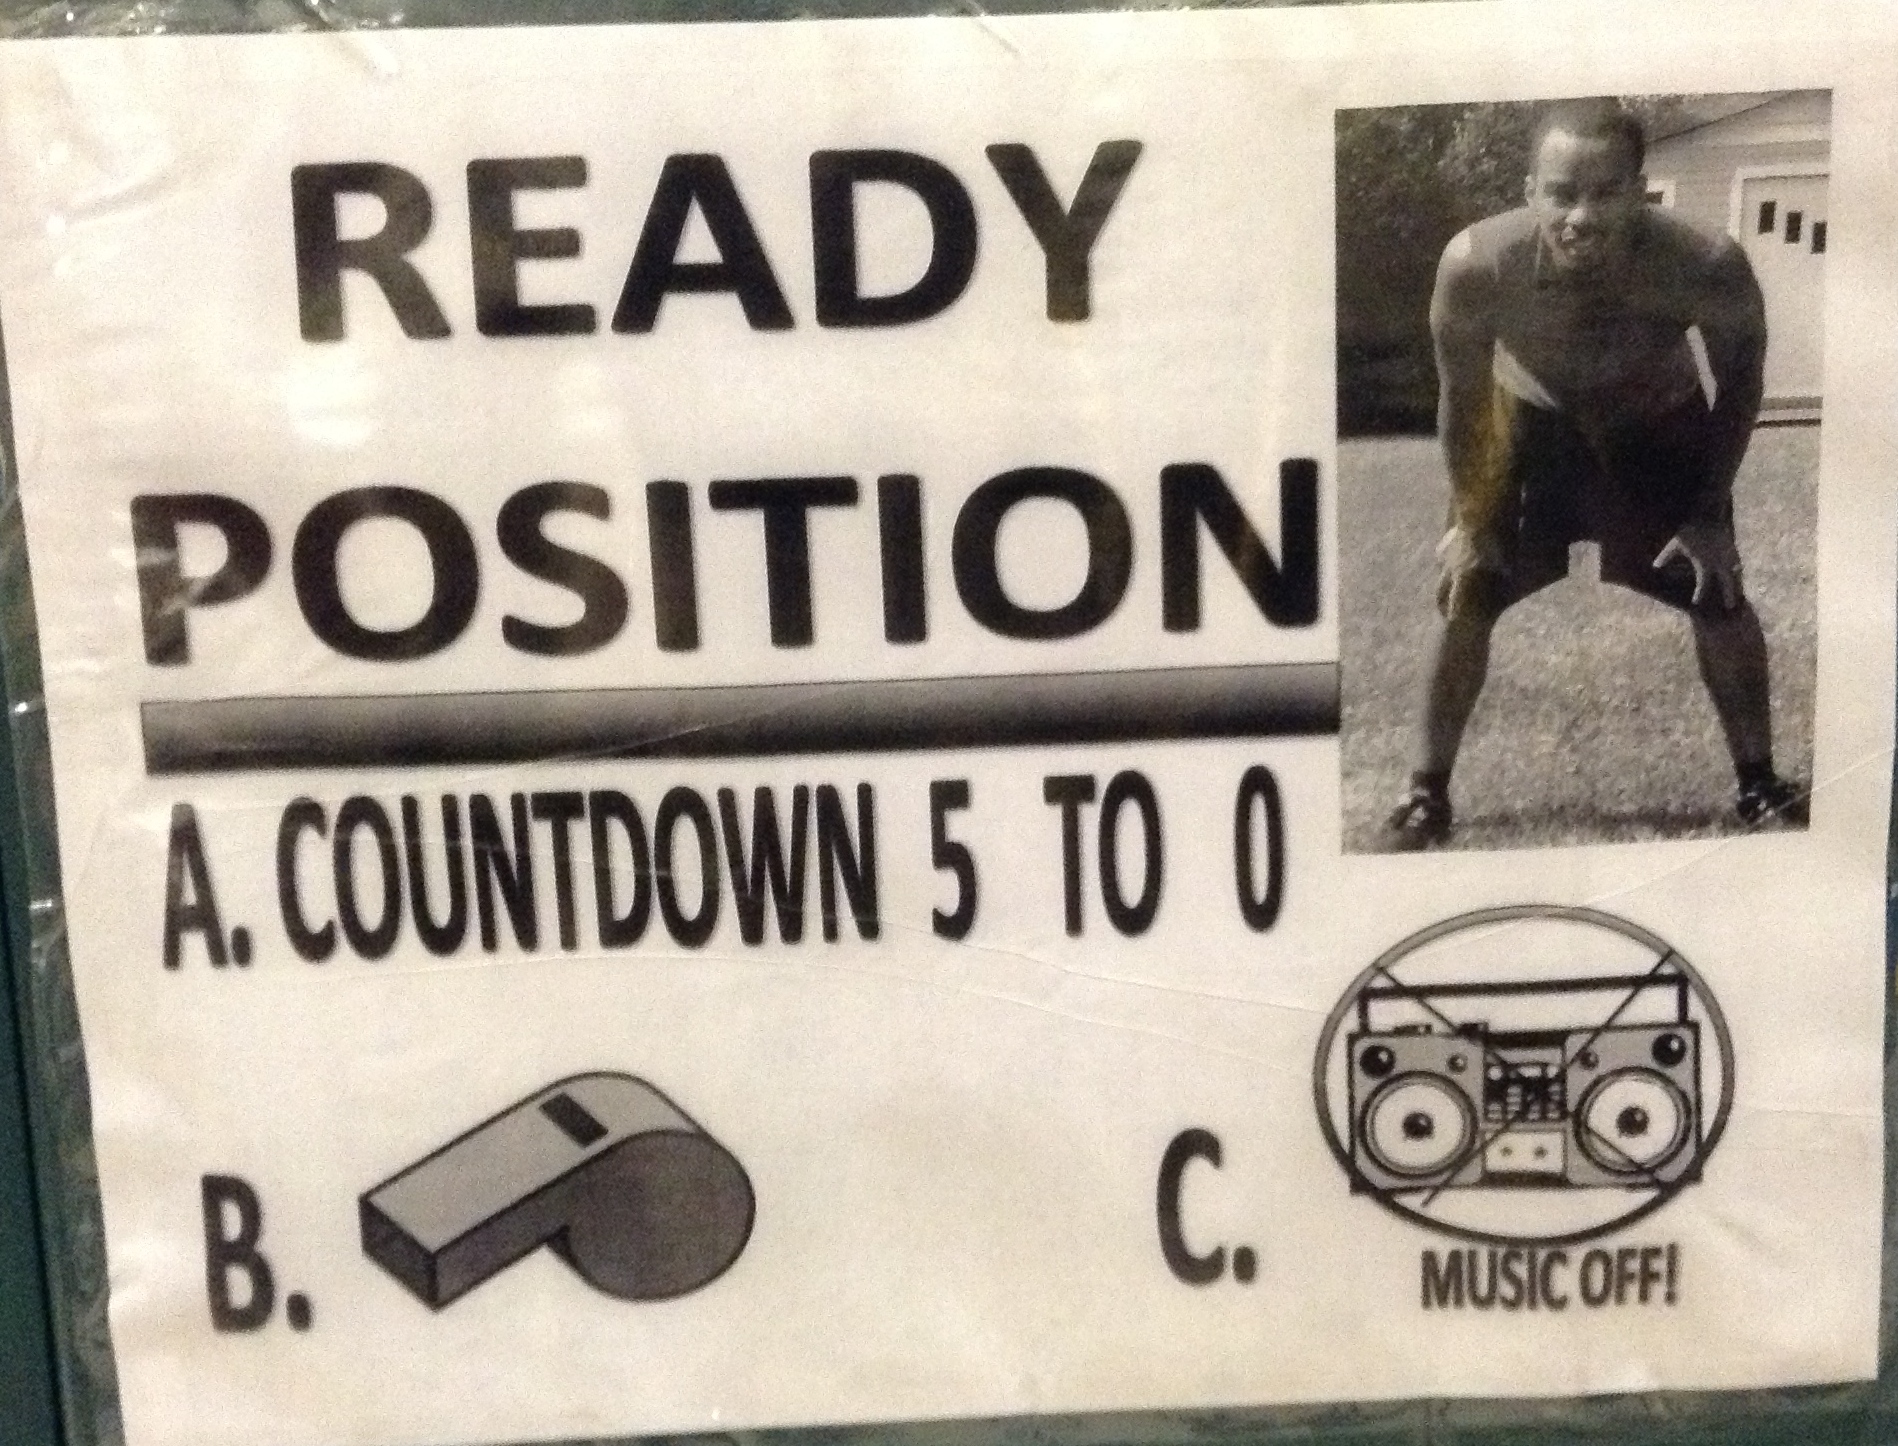 READY
POSITION
A. COUNTDOWN 5 TO 0
B.
C.
MUSIC OFF!